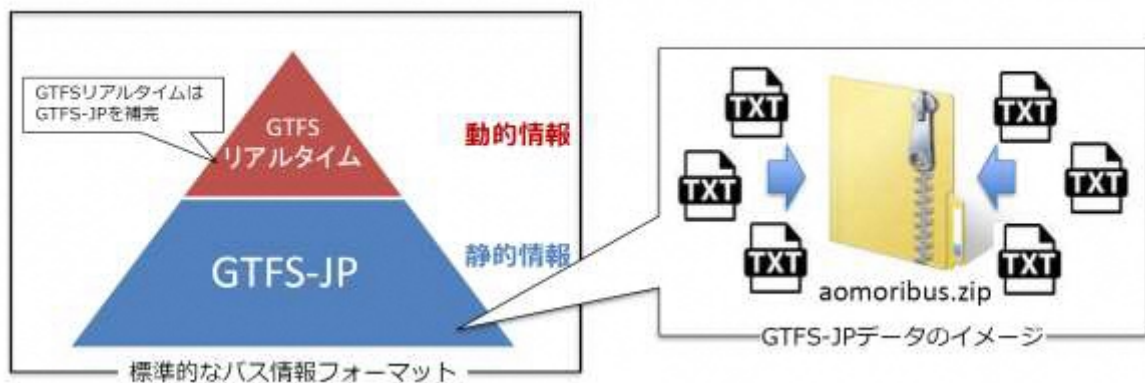 GTFSリアルタイムは
GTFS-JPを補完
GTFS
リアルタイム
動的情報
GTFS-JP
静的情報
標準的なバス情報フォーマット
TXT
TXT
TXT
TXT
TXT
TXT
aomoribus.zip
GTFS-JPデータのイメージ